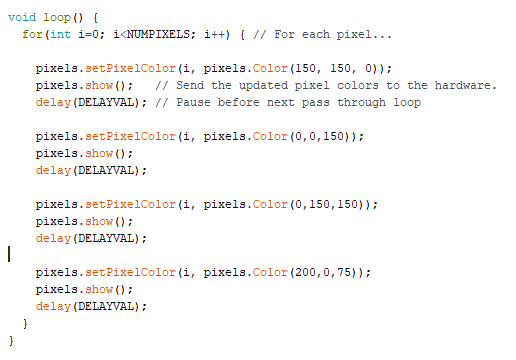 void loop() {
  for(int i=0; i<NUMPIXELS; i++) { // For each pixel...

    pixels.setPixelColor(i, pixels.Color(150, 150, 0));
    pixels.show();   // Send the updated pixel colors to the hardware.
    delay(DELAYVAL); // Pause before next pass through loop

    pixels.setPixelColor(i, pixels.Color(0,0,150));
    pixels.show();
    delay(DELAYVAL);

    pixels.setPixelColor(i, pixels.Color(0,150,150));
    pixels.show();
    delay(DELAYVAL);

    pixels.setPixelColor(i, pixels.Color(200,0,75));
    pixels.show();
    delay(DELAYVAL);
  }
}